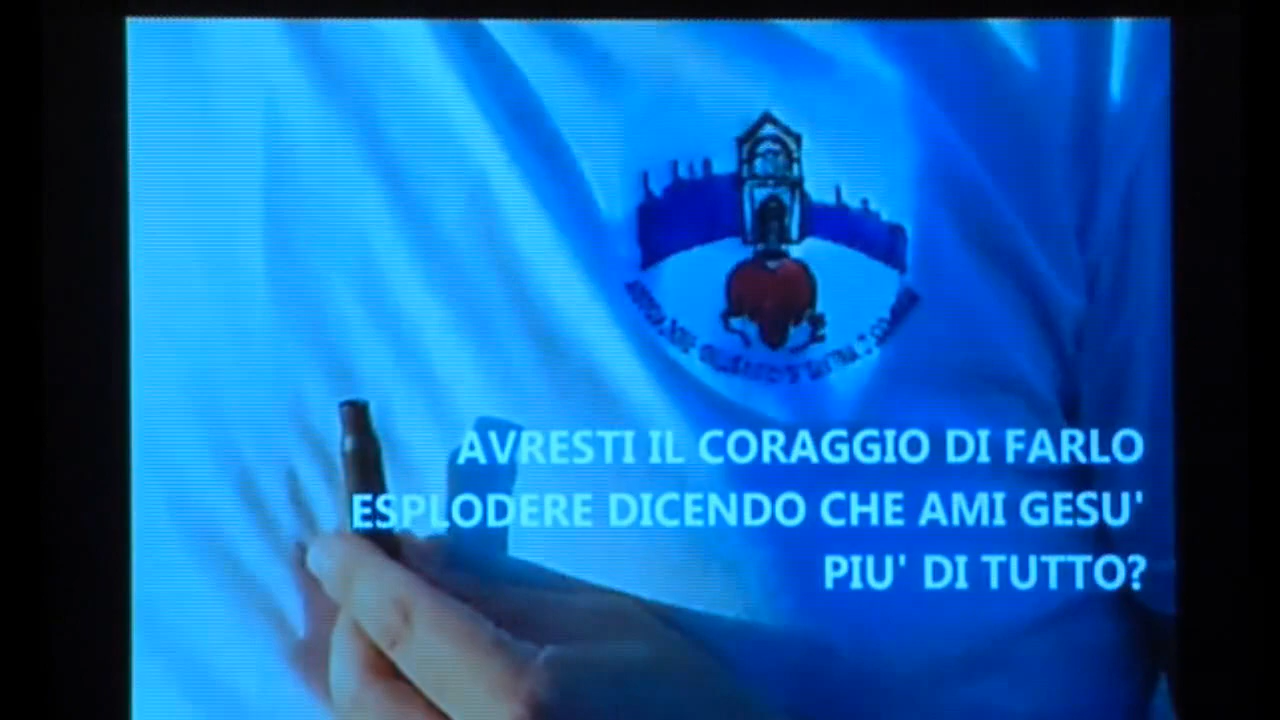 AVRESTI IL CORAGGIO DI FARLO
ESPLODERE DICENDO CHE AMI GESU'
PIU' DI TUTTO?